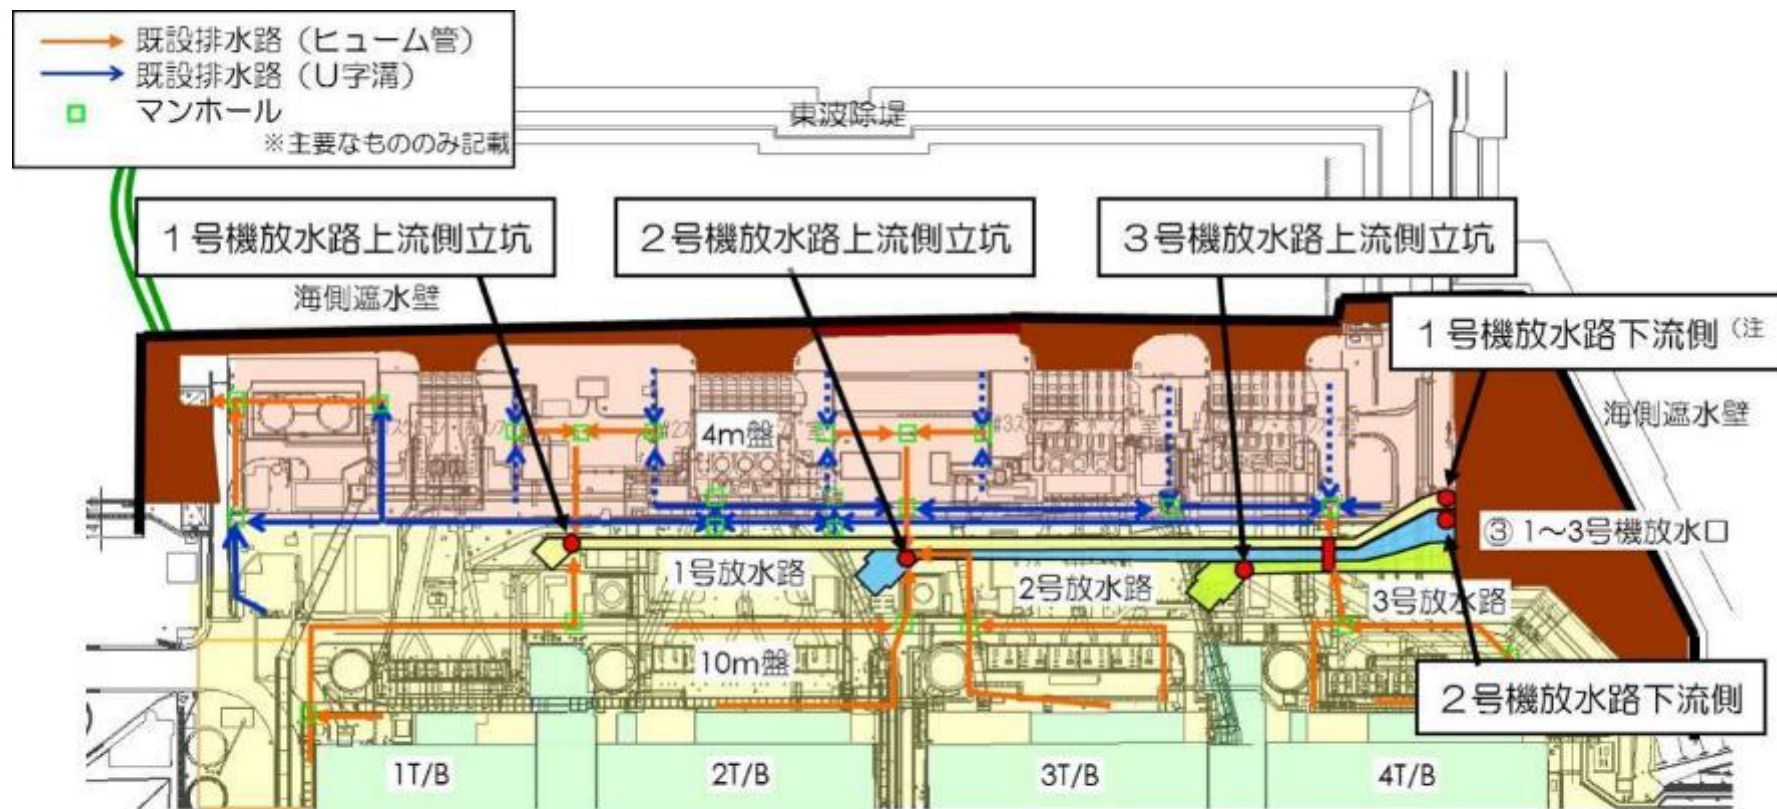 既設排水路（ヒューム管）
既設排水路（Ｕ字溝）
マンホール
※主要なもののみ記載
東波除堤
１号機放水路上流側立坑
２号機放水路上流側立坑
３号機放水路上流側立坑
海側遮水壁
１号機放水路下流側（注
海側遮水壁
4m盤
③ 1～3号機放水口
1号放水路
2号放水路
3号放水路
10m盤
２号機放水路下流側
1T/B
2T/B
3T/B
4T/B